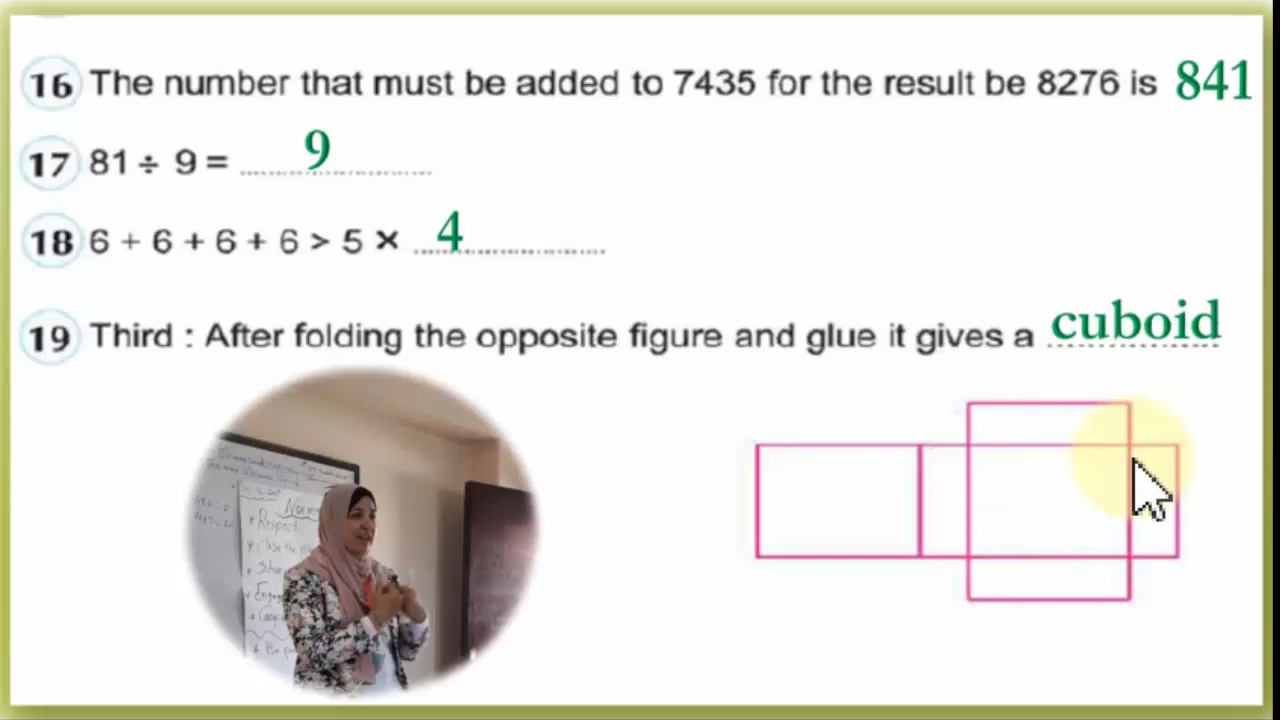 16 The number that must be added to 7435 for the result be 8276 is 841
17 81 ÷ 9 = 9
18 6 + 6 + 6 + 6 > 5 × 4
19 Third : After folding the opposite figure and glue it gives a cuboid
Norms
Respect